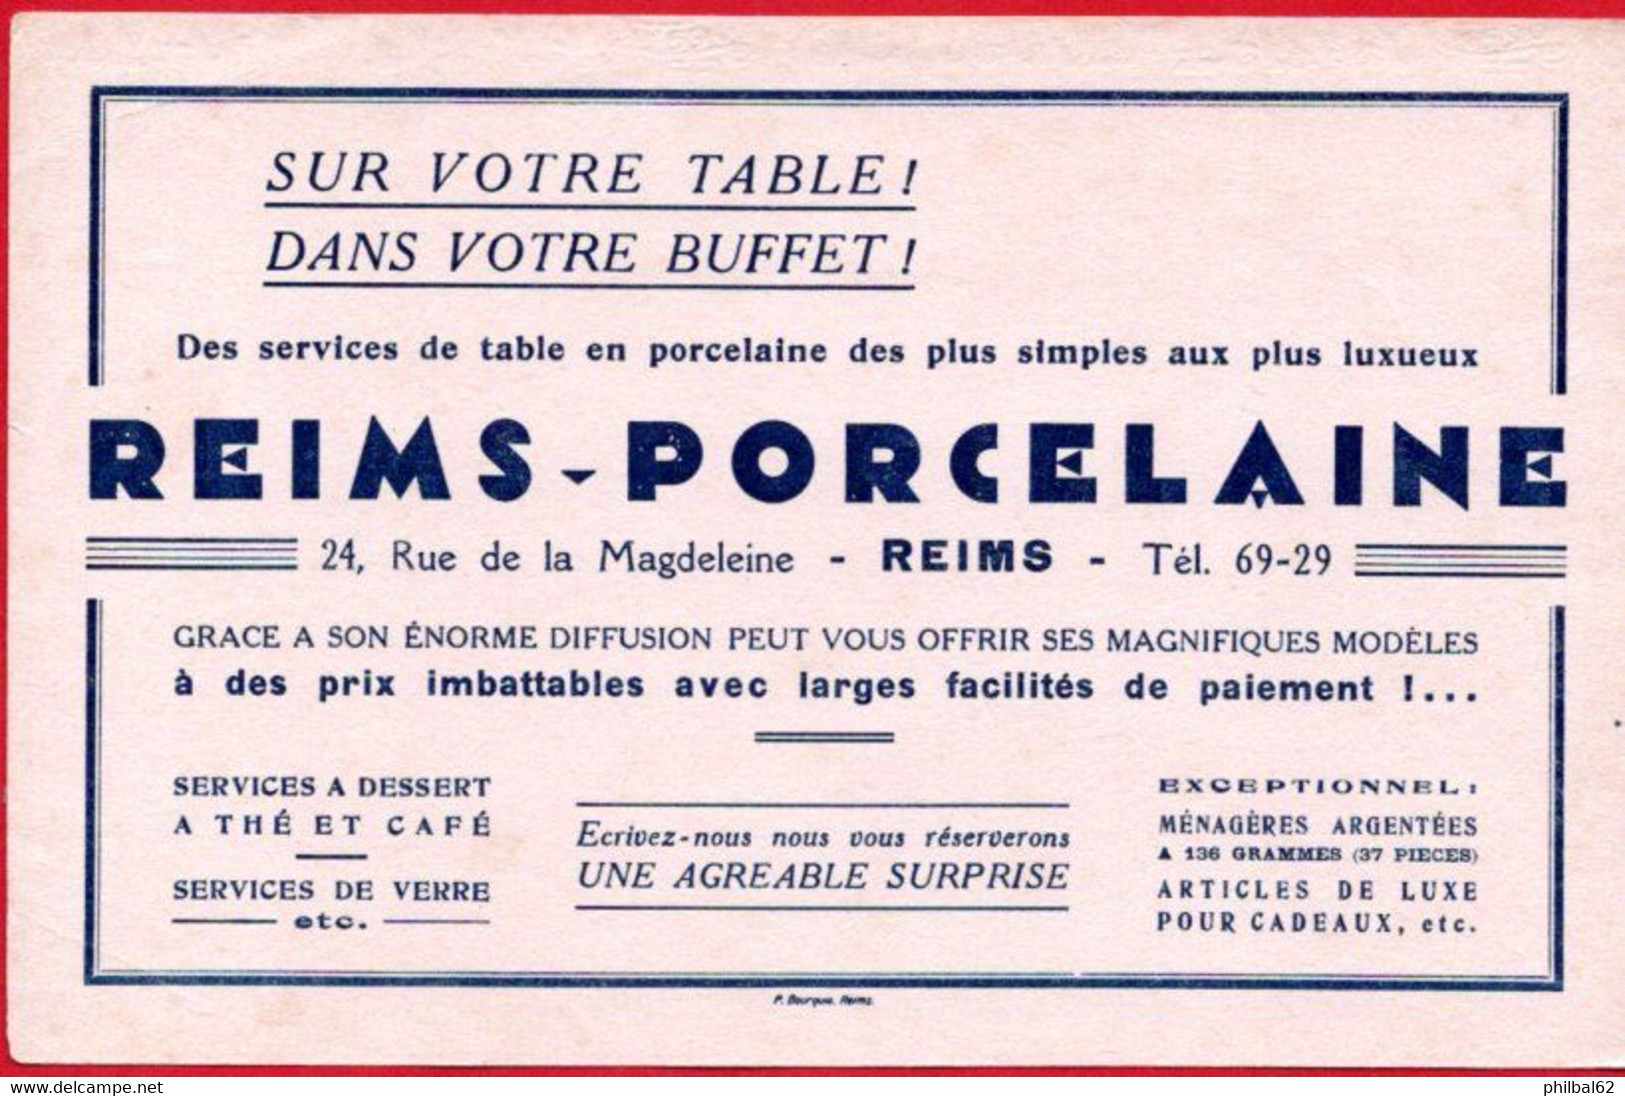 SUR VOTRE TABLE !
DANS VOTRE BUFFET !
Des services de table en porcelaine des plus simples aux plus luxueux
REIMS-PORCELAINE
24, Rue de la Magdeleine - REIMS - Tél. 69-29
GRACE A SON ÉNORME DIFFUSION PEUT VOUS OFFRIR SES MAGNIFIQUES MODÈLES
à des prix imbattables avec larges facilités de paiement !...
SERVICES A DESSERT
A THÉ ET CAFÉ
SERVICES DE VERRE
etc.
Ecrivez-nous nous vous réserverons
UNE AGREABLE SURPRISE
EXCEPTIONNEL :
MÉNAGÈRES ARGENTÉES
A 136 GRAMMES (37 PIECES)
ARTICLES DE LUXE
POUR CADEAUX, etc.
P. Bourquie. Reims.
www.delcampe.net
philbal62